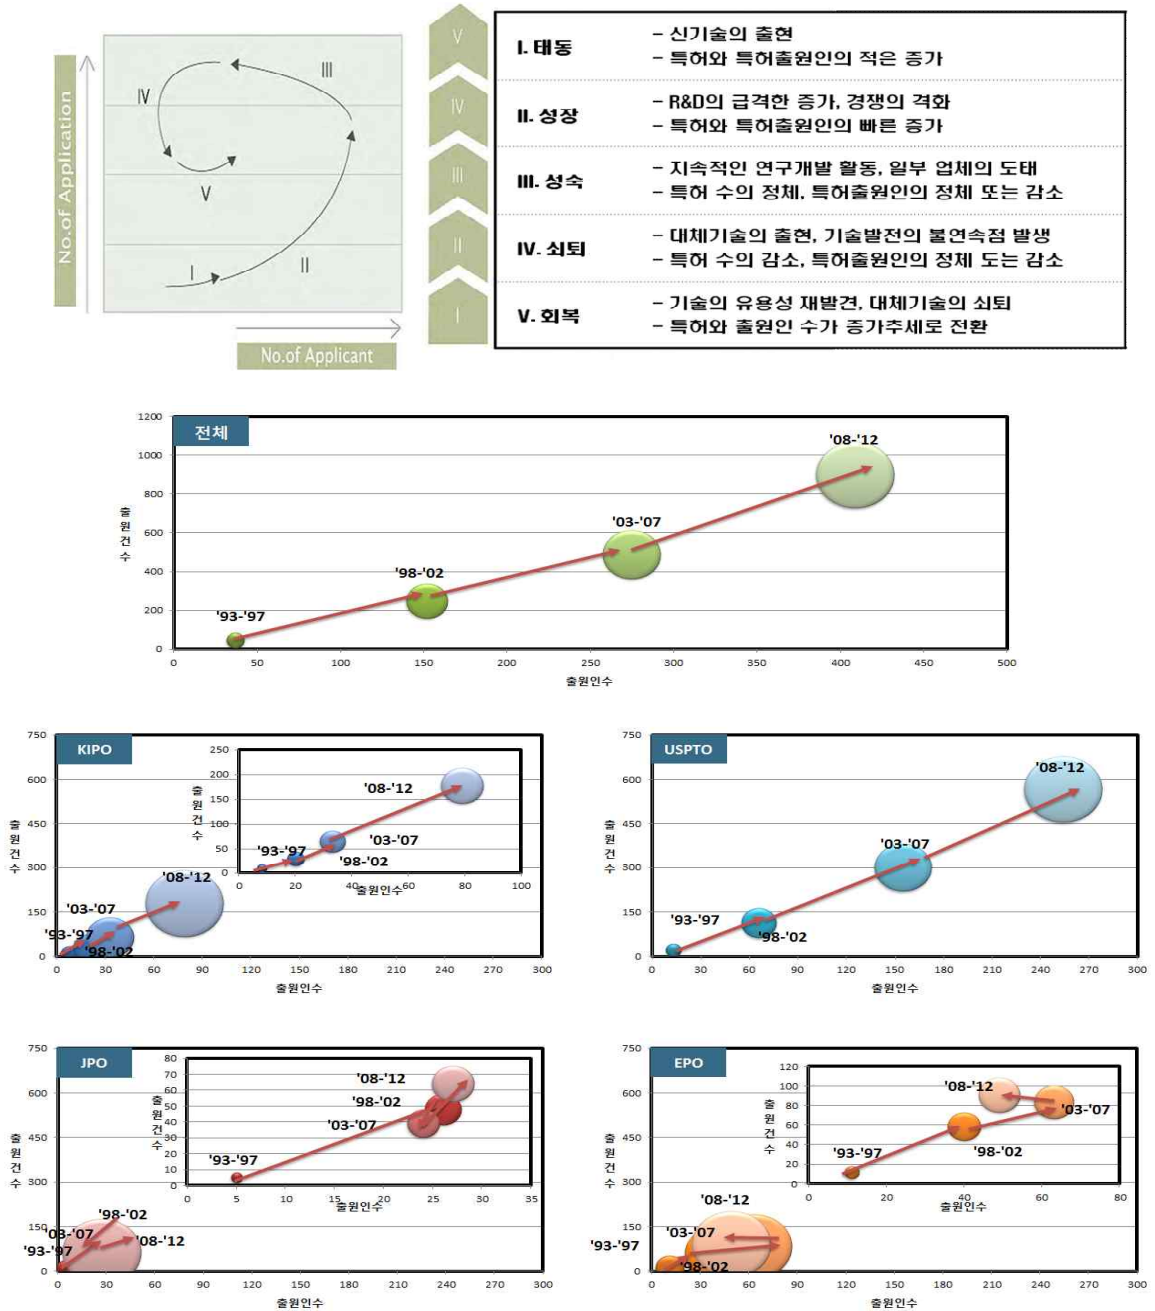 No.of Application
No.of Applicant
I
II
III
IV
V
V
IV
III
II
I
I. 태동
– 신기술의 출현
– 특허와 특허출원인의 적은 증가
II. 성장
– R&D의 급격한 증가, 경쟁의 격화
– 특허와 특허출원인의 빠른 증가
III. 성숙
– 지속적인 연구개발 활동, 일부 업체의 도태
– 특허 수의 정체, 특허출원인의 정체 또는 감소
IV. 쇠퇴
– 대체기술의 출현, 기술발전의 불연속점 발생
– 특허 수의 감소, 특허출원인의 정체 도는 감소
V. 회복
– 기술의 유용성 재발견, 대체기술의 쇠퇴
– 특허와 출원인 수가 증가추세로 전환
전체
출원건수
1200
1000
800
600
400
200
0
'93-'97
'98-'02
'03-'07
'08-'12
0 50 100 150 200 250 300 350 400 450 500
출원인수
KIPO
출원건수
750
600
450
300
150
0
'93-'97
'98-'02
'03-'07
'08-'12
0 30 60 90 120 150 180 210 240 270 300
출원인수
출원건수
250
200
150
100
50
0
'93-'97
'98-'02
'03-'07
'08-'12
0 20 40 60 80 100
출원인수
USPTO
출원건수
750
600
450
300
150
0
'93-'97
'98-'02
'03-'07
'08-'12
0 30 60 90 120 150 180 210 240 270 300
출원인수
JPO
출원건수
750
600
450
300
150
0
'98-'02
'03-'07
'08-'12
'93-'97
0 30 60 90 120 150 180 210 240 270 300
출원인수
출원건수
80
70
60
50
40
30
20
10
0
'08-'12
'98-'02
'03-'07
'93-'97
0 5 10 15 20 25 30 35
출원인수
EPO
출원건수
750
600
450
300
150
0
'08-'12
'03-'07
'93-'97
'98-'02
0 30 60 90 120 150 180 210 240 270 300
출원인수
출원건수
120
100
80
60
40
20
0
'08-'12
'03-'07
'93-'97
'98-'02
0 20 40 60 80
출원인수